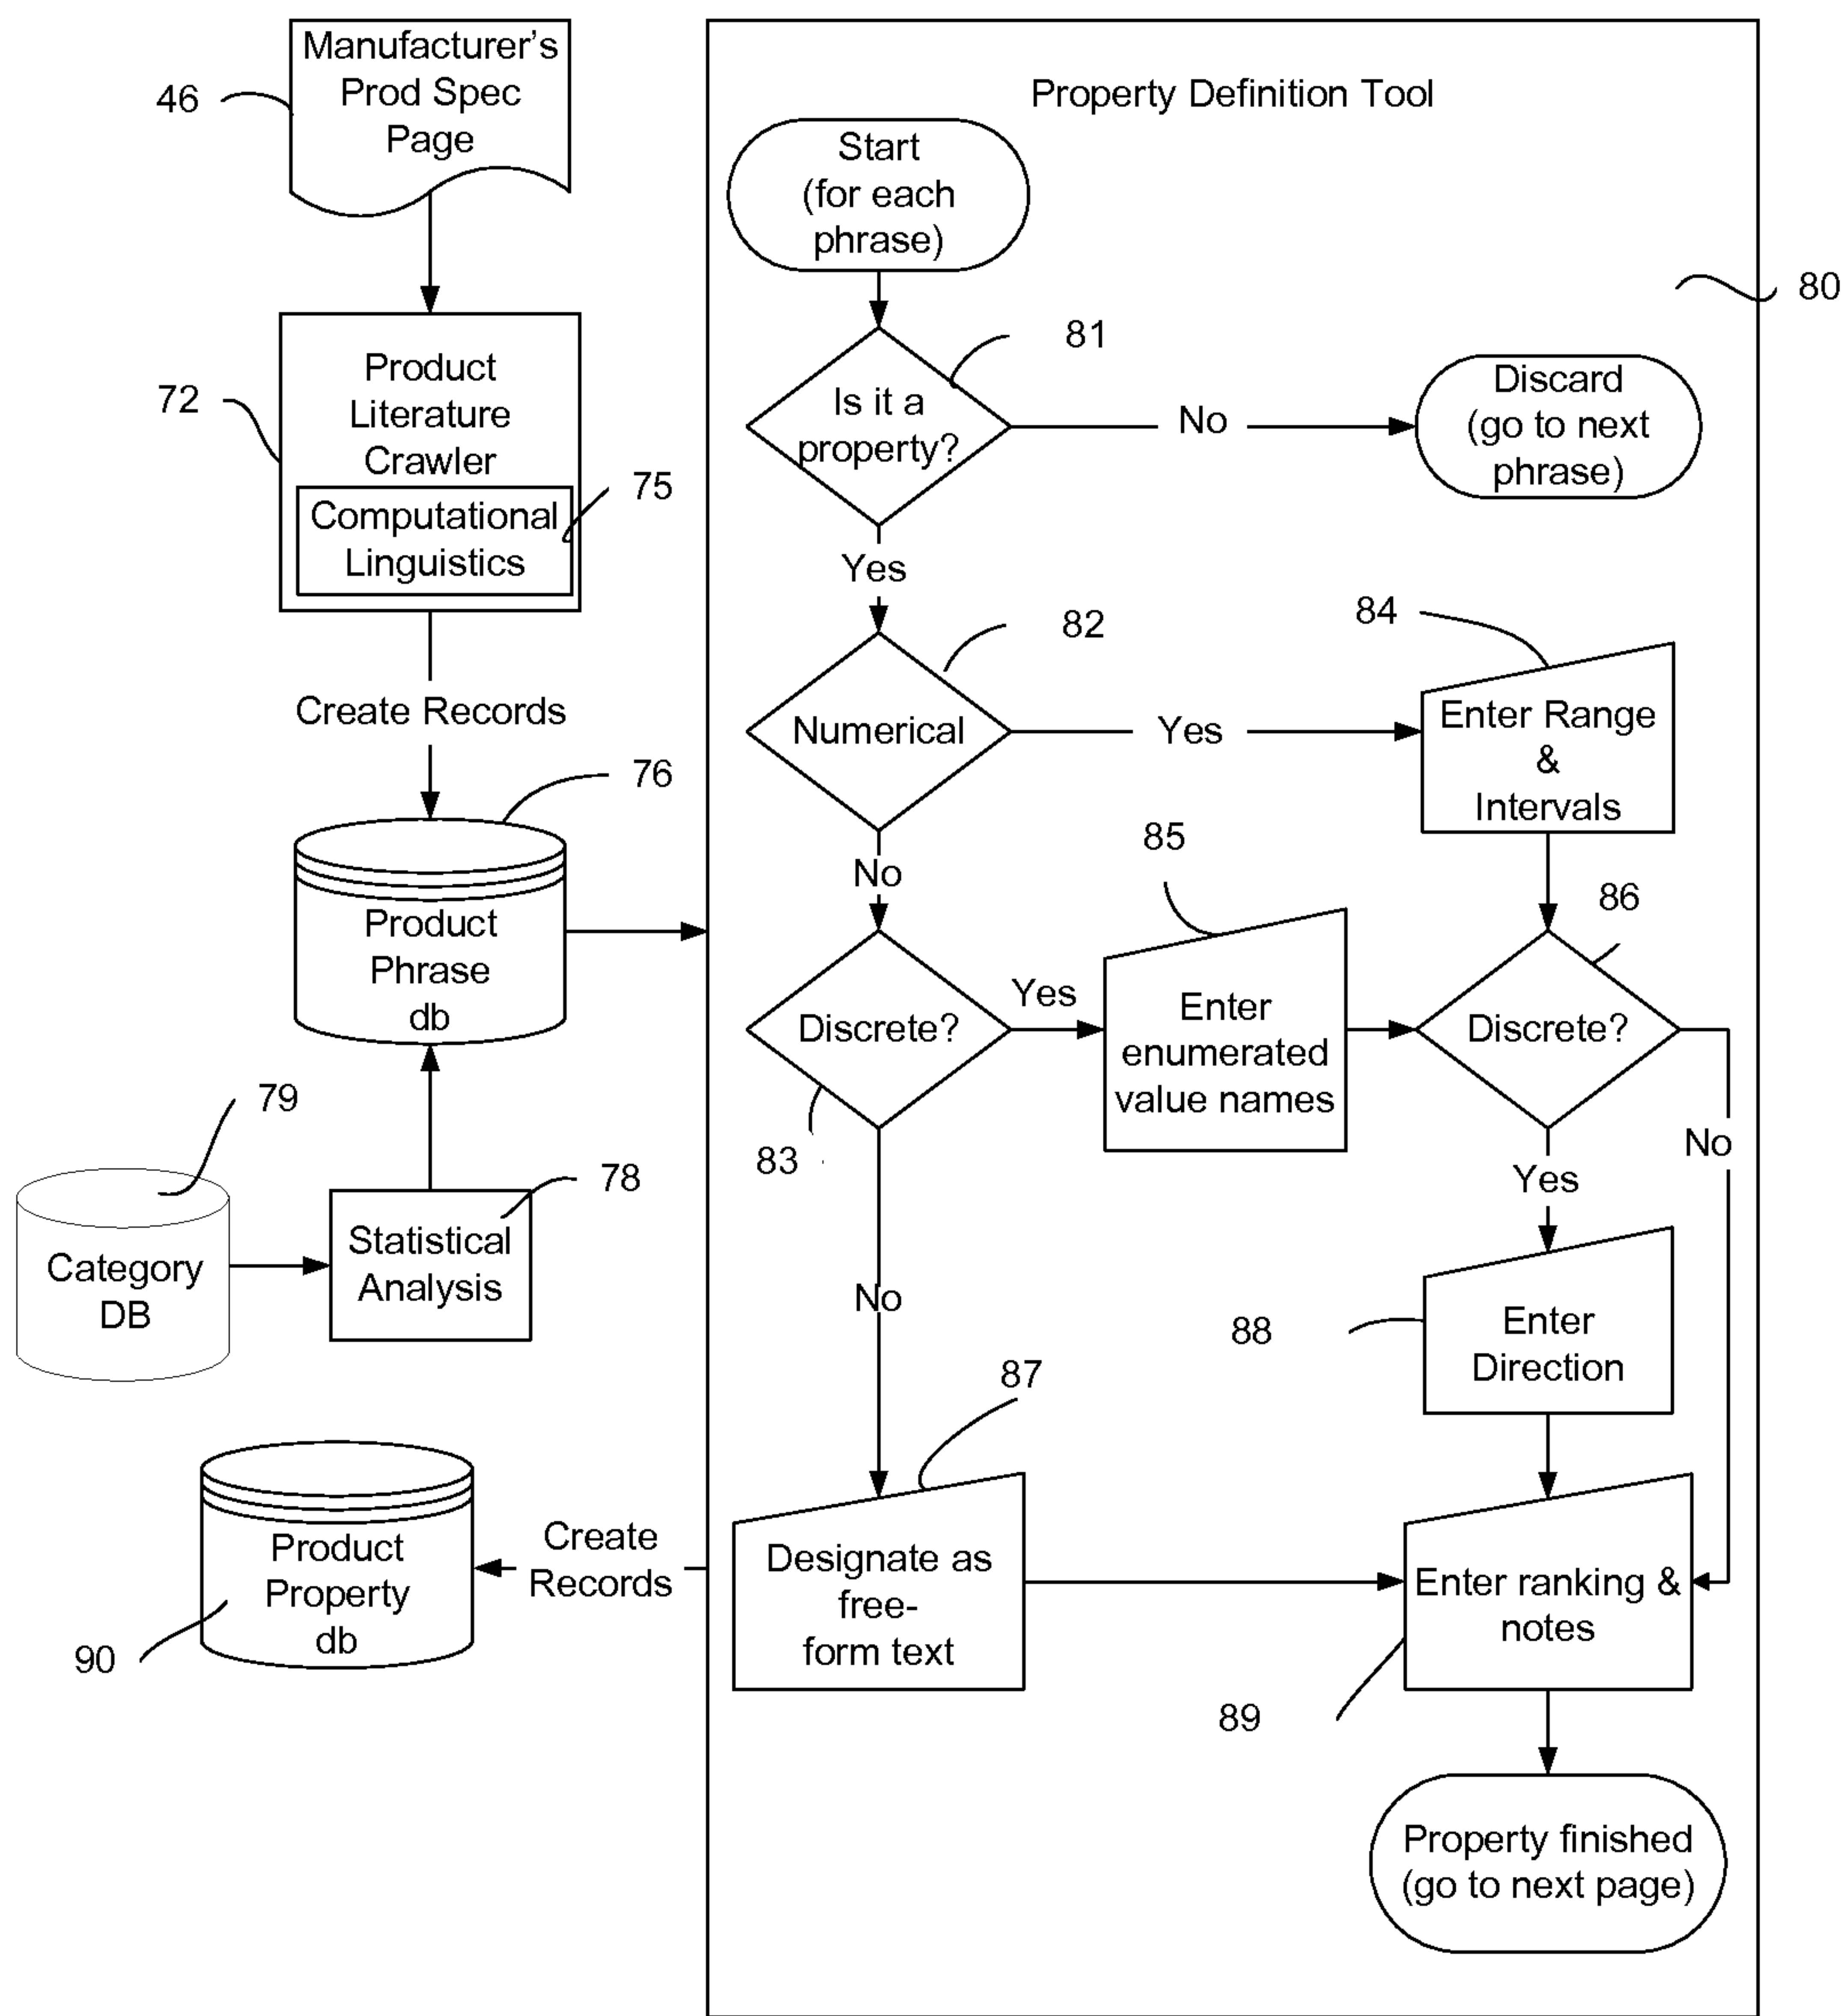 Manufacturer's
Prod Spec
Page
46
Product
Literature
Crawler
72
Computational
Linguistics
75
Create Records
76
Product
Phrase
db
79
Category
DB
78
Statistical
Analysis
Product
Property
db
90
Create
Records
Property Definition Tool
80
Start
(for each
phrase)
81
Is it a
property?
No
Discard
(go to next
phrase)
Yes
82
Numerical
Yes
84
Enter Range
&
Intervals
No
85
86
Discrete?
Yes
Enter
enumerated
value names
Discrete?
83
No
Yes
No
88
Enter
Direction
87
Designate as
free-
form text
Enter ranking &
notes
89
Property finished
(go to next page)